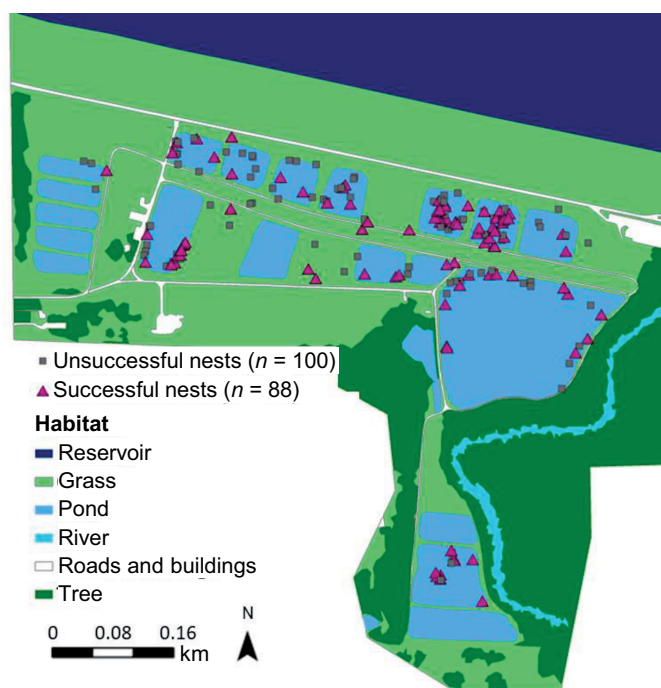 Unsuccessful nests (n = 100)
Successful nests (n = 88)
Habitat
Reservoir
Grass
Pond
River
Roads and buildings
Tree
N
0 0.08 0.16
km